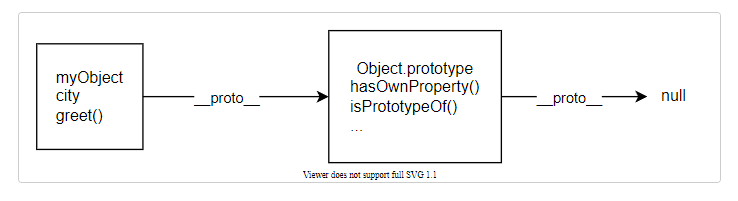 myObject
city
greet()
__proto__
Object.prototype
hasOwnProperty()
isPrototypeOf()
...
__proto__
null
Viewer does not support full SVG 1.1